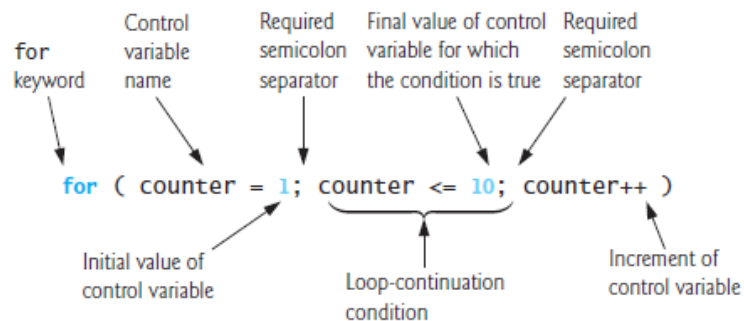 for
keyword
Control
variable
name
Required
semicolon
separator
Final value of control
variable for which
the condition is true
Required
semicolon
separator
for ( counter = 1; counter <= 10; counter++ )
Initial value of
control variable
Loop-continuation
condition
Increment of
control variable